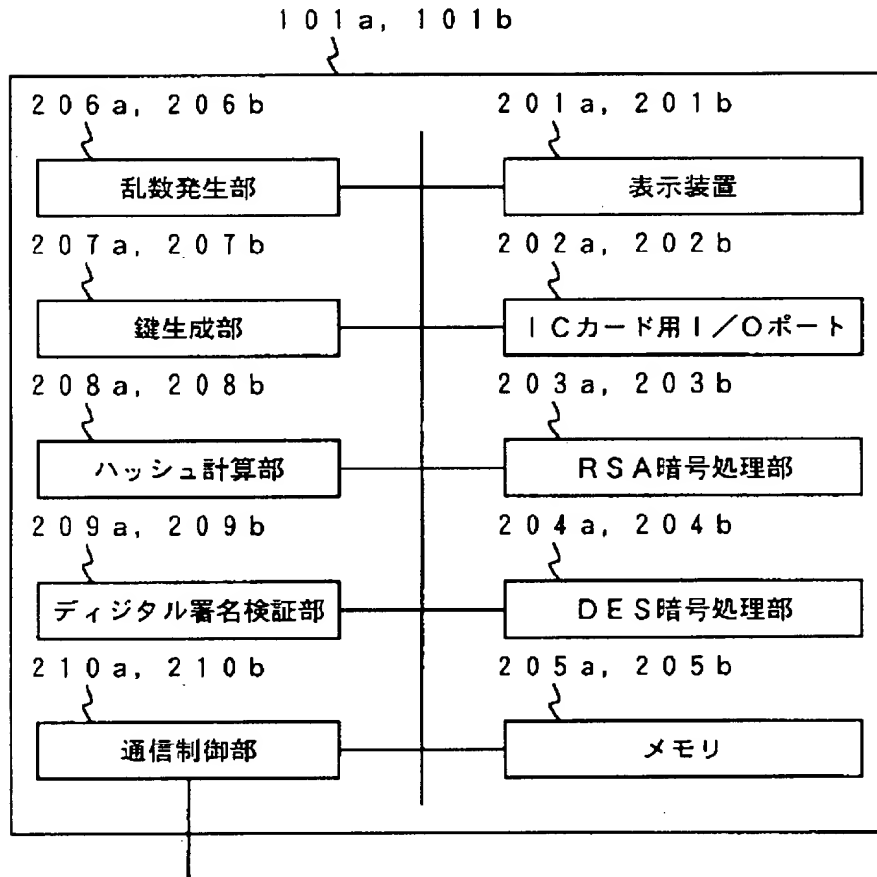 101a, 101b
206a, 206b
201a, 201b
乱数発生部
表示装置
207a, 207b
202a, 202b
鍵生成部
ICカード用I/Oポート
208a, 208b
203a, 203b
ハッシュ計算部
RSA暗号処理部
209a, 209b
204a, 204b
ディジタル署名検証部
DES暗号処理部
210a, 210b
205a, 205b
通信制御部
メモリ